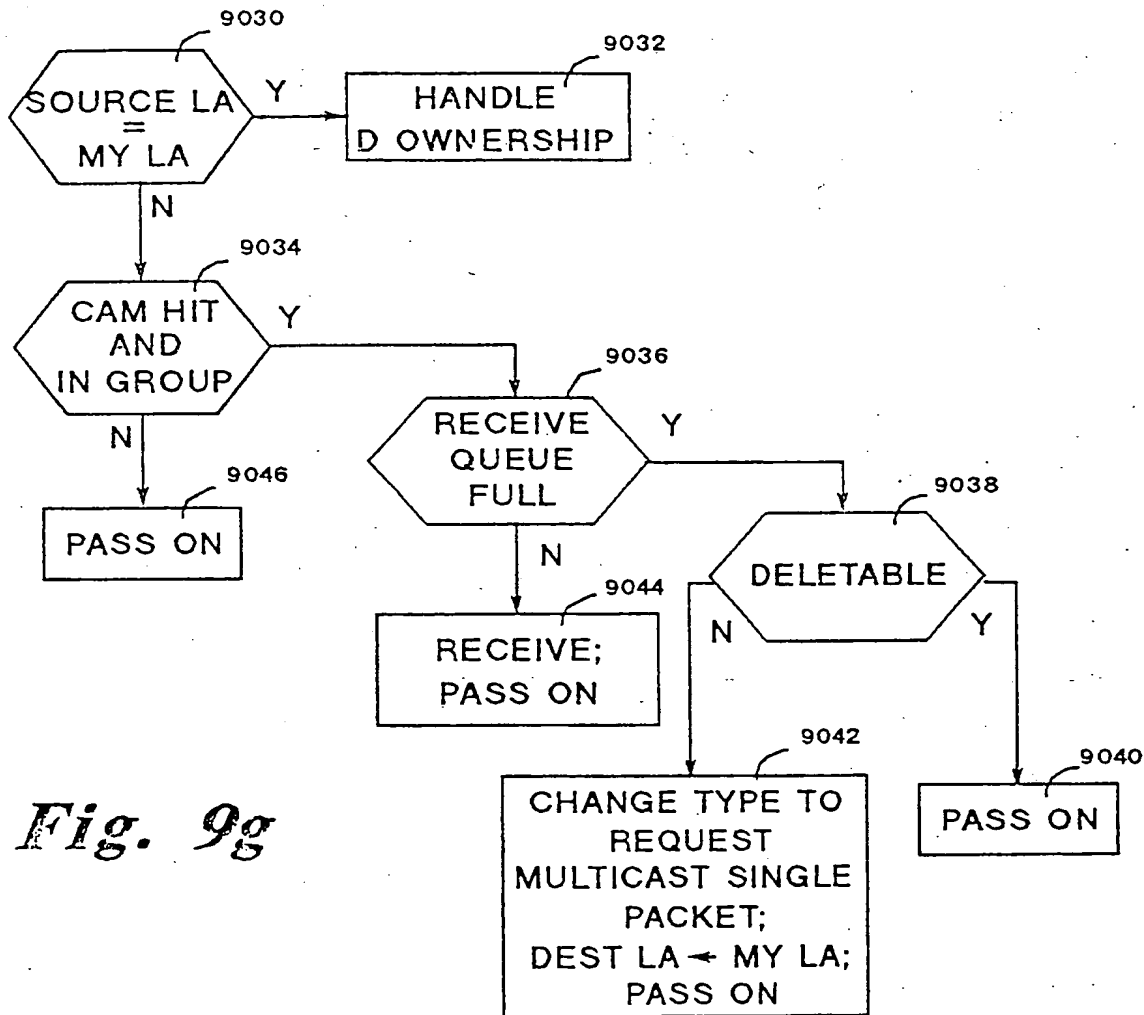 9030
SOURCE LA
=
MY LA
Y
9032
HANDLE
D OWNERSHIP
N
9034
CAM HIT
AND
IN GROUP
Y
9036
RECEIVE
QUEUE
FULL
Y
N
9046
PASS ON
9038
DELETABLE
N
9044
RECEIVE;
PASS ON
N
Y
9042
CHANGE TYPE TO
REQUEST
MULTICAST SINGLE
PACKET;
DEST LA ← MY LA;
PASS ON
9040
PASS ON
Fig. 9g